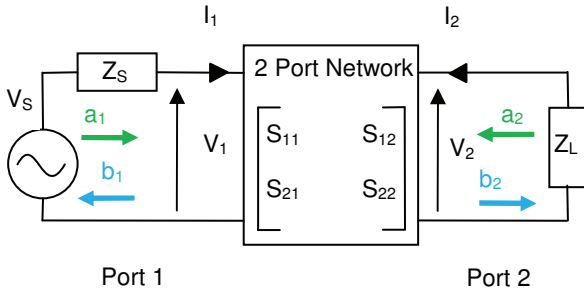 I1 I2
ZS 2 Port Network
VS a1 V1 S11 S12 V2 a2 ZL
b1 S21 S22 b2
Port 1 Port 2